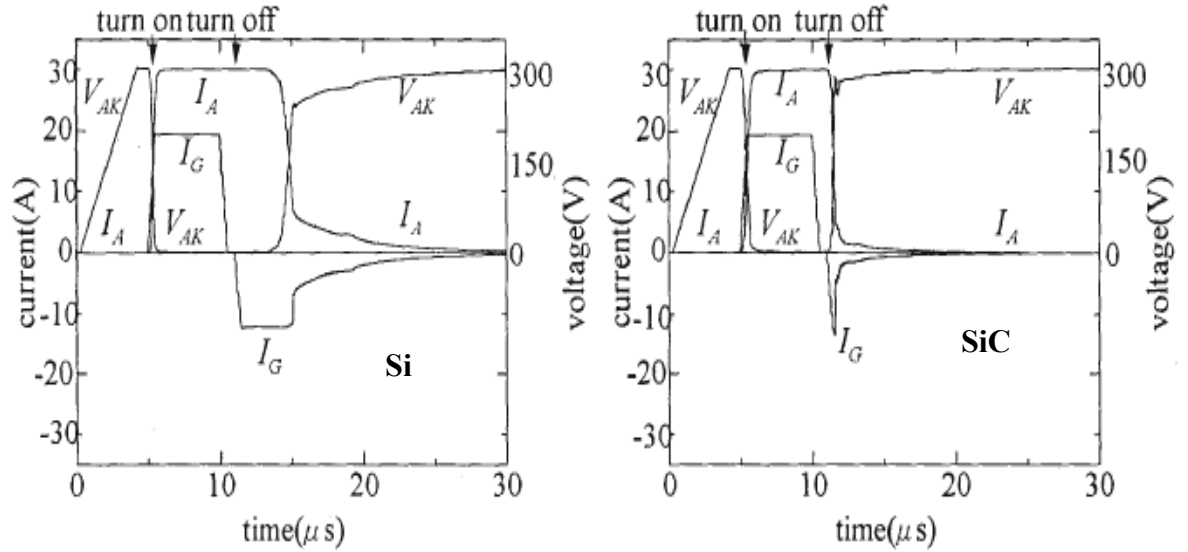 turn on turn off
30
20
10
0
-10
-20
-30
current(A)
V_AK
I_A
I_G
I_A
V_AK
V_AK
I_A
I_G
Si
300
150
0
voltage(V)
0
10
20
30
time(μs)
turn on turn off
30
20
10
0
-10
-20
-30
current(A)
V_AK
I_A
I_G
I_A
V_AK
V_AK
I_A
I_G
SiC
300
150
0
voltage(V)
0
10
20
30
time(μs)